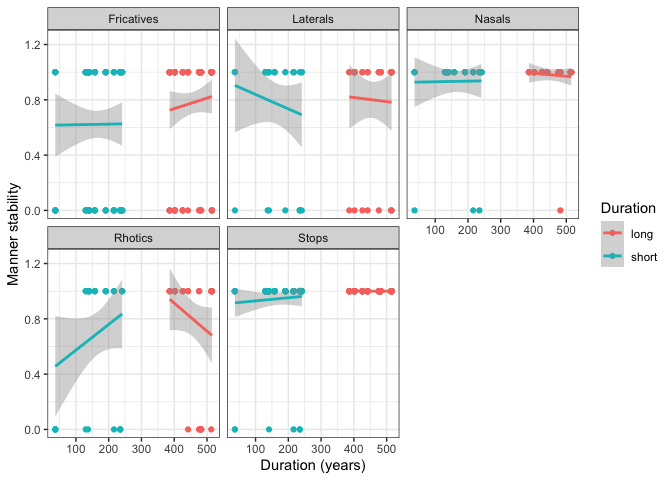 Fricatives Laterals Nasals
1.2
0.8
0.4
0.0
100 200 300 400 500
Rhotics Stops
1.2
0.8
0.4
0.0
100 200 300 400 500 100 200 300 400 500
Manner stability
Duration (years)
Duration
long
short